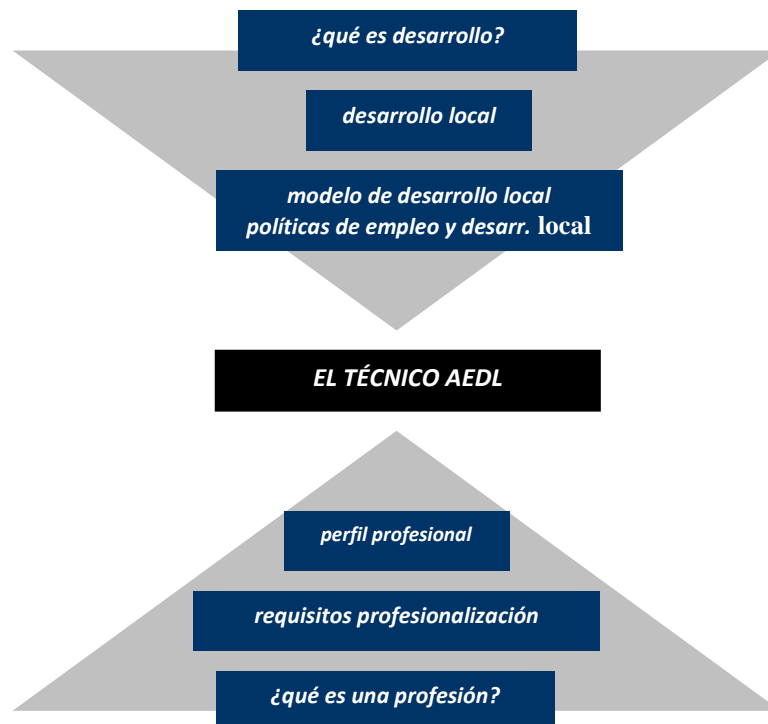 ¿qué es desarrollo?
desarrollo local
modelo de desarrollo local
políticas de empleo y desarr. local
EL TÉCNICO AEDL
perfil profesional
requisitos profesionalización
¿qué es una profesión?